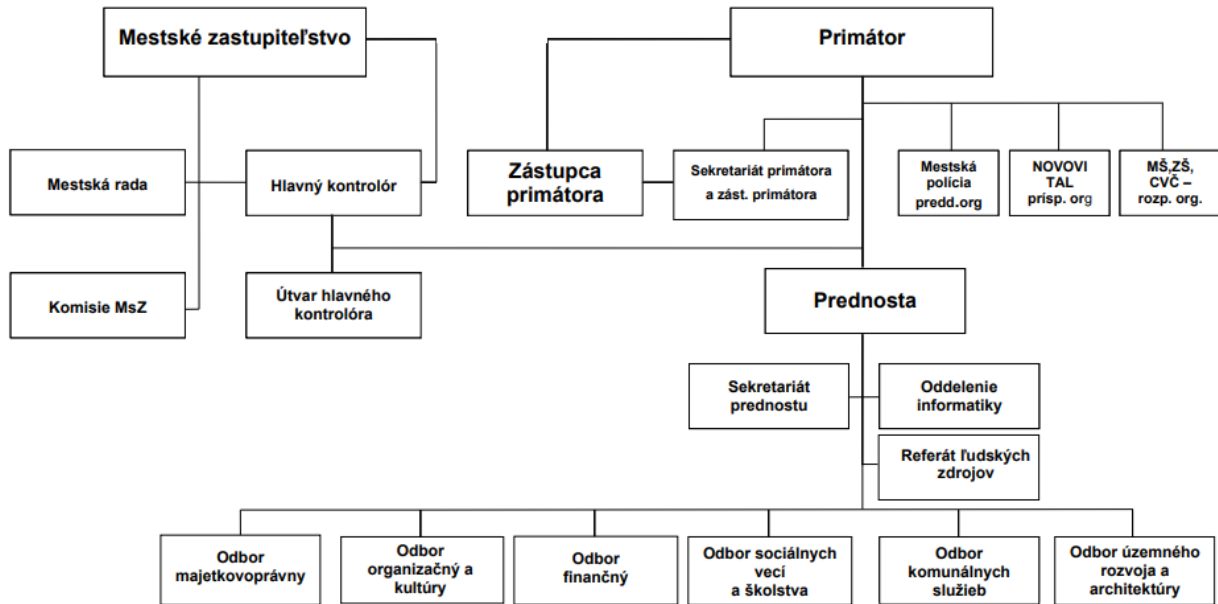 Mestské zastupiteľstvo
Primátor
Mestská rada
Hlavný kontrolór
Zástupca
primátora
Sekretariát primátora
a zást. primátora
Mestská
polícia
predd.org
NOVOVI
TAL
prísp. org
MŠ,ZŠ,
CVČ –
rozp. org.
Komisie MsZ
Útvar hlavného
kontrolóra
Prednosta
Sekretariát
prednostu
Oddelenie
informatiky
Referát ľudských
zdrojov
Odbor
majetkovoprávny
Odbor
organizačný a
kultúry
Odbor
finančný
Odbor sociálnych
vecí
a školstva
Odbor
komunálnych
služieb
Odbor územného
rozvoja a
architektúry